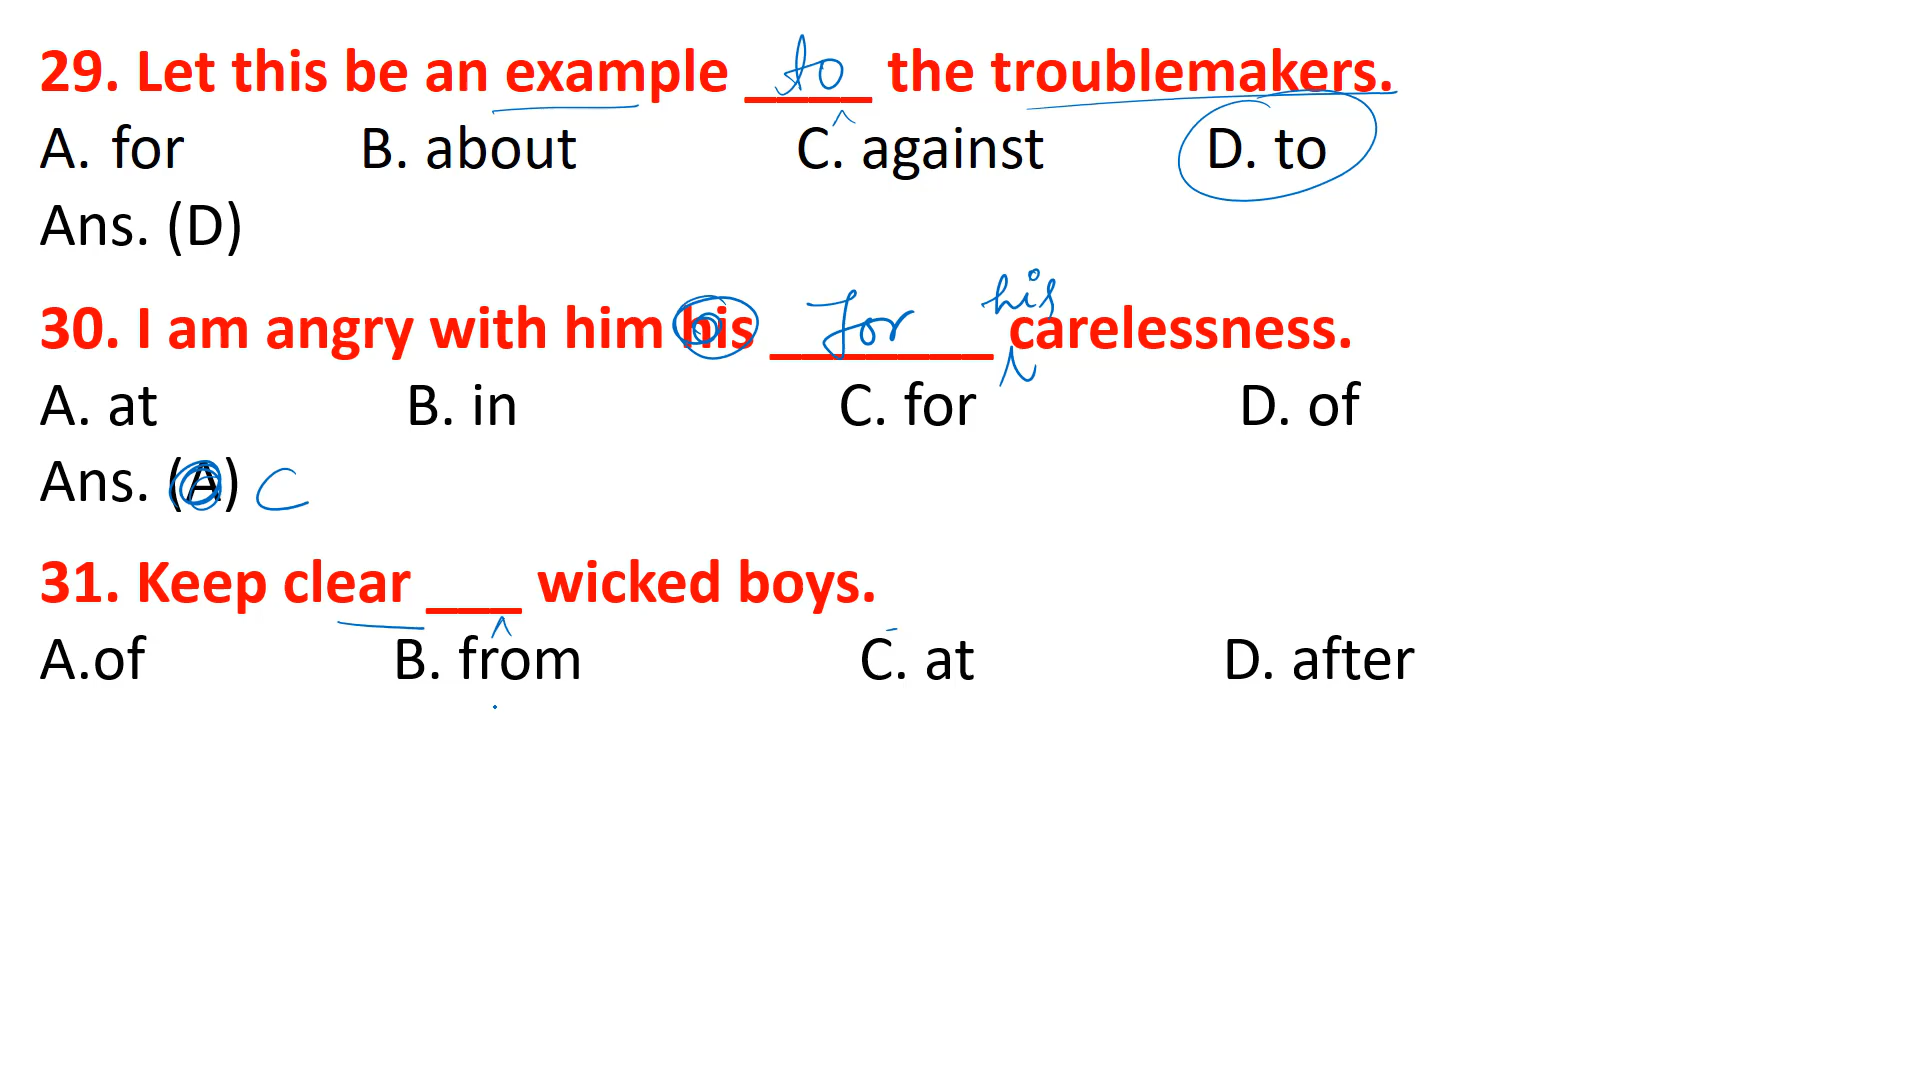 29. Let this be an example to ____ the troublemakers.
A. for B. about C. against D. to
Ans. (D)
his
30. I am angry with him his for _______ carelessness.
A. at B. in C. for D. of
Ans. (A) C
31. Keep clear ___ wicked boys.
A.of B. from C. at D. after